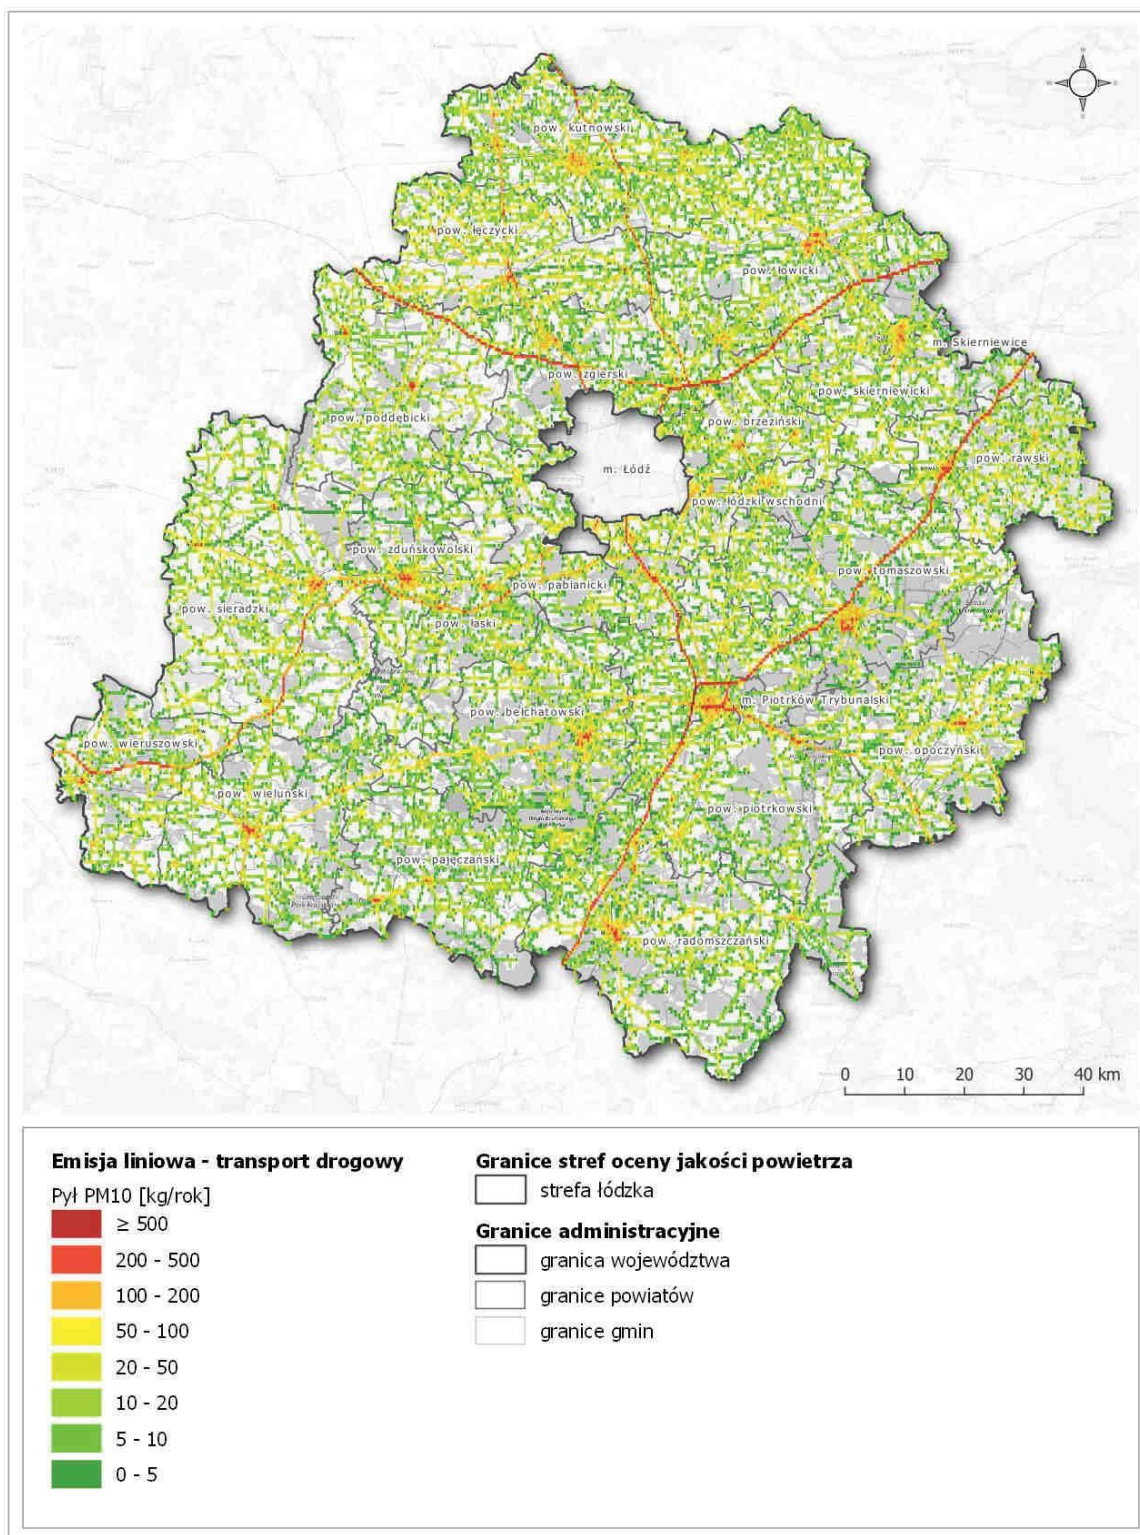 N
W
E
S
pow. kutnowski
pow. łęczycki
pow. łowicki
m. Skierniewice
pow. zgierski
pow. skierniewicki
pow. poddębicki
pow. brzeziński
pow. rawski
m. Łódź
pow. łódzki wschodni
pow. zduńskowolski
pow. tomaszowski
pow. pabianicki
pow. sieradzki
pow. łaski
m. Piotrków Trybunalski
pow. bełchatowski
pow. wieruszowski
pow. opoczyński
pow. wieluński
pow. piotrkowski
pow. pajęczański
pow. radomszczański
0 10 20 30 40 km
Emisja liniowa - transport drogowy
Pył PM10 [kg/rok]
≥ 500
200 - 500
100 - 200
50 - 100
20 - 50
10 - 20
5 - 10
0 - 5
Granice stref oceny jakości powietrza
strefa łódzka
Granice administracyjne
granica województwa
granice powiatów
granice gmin